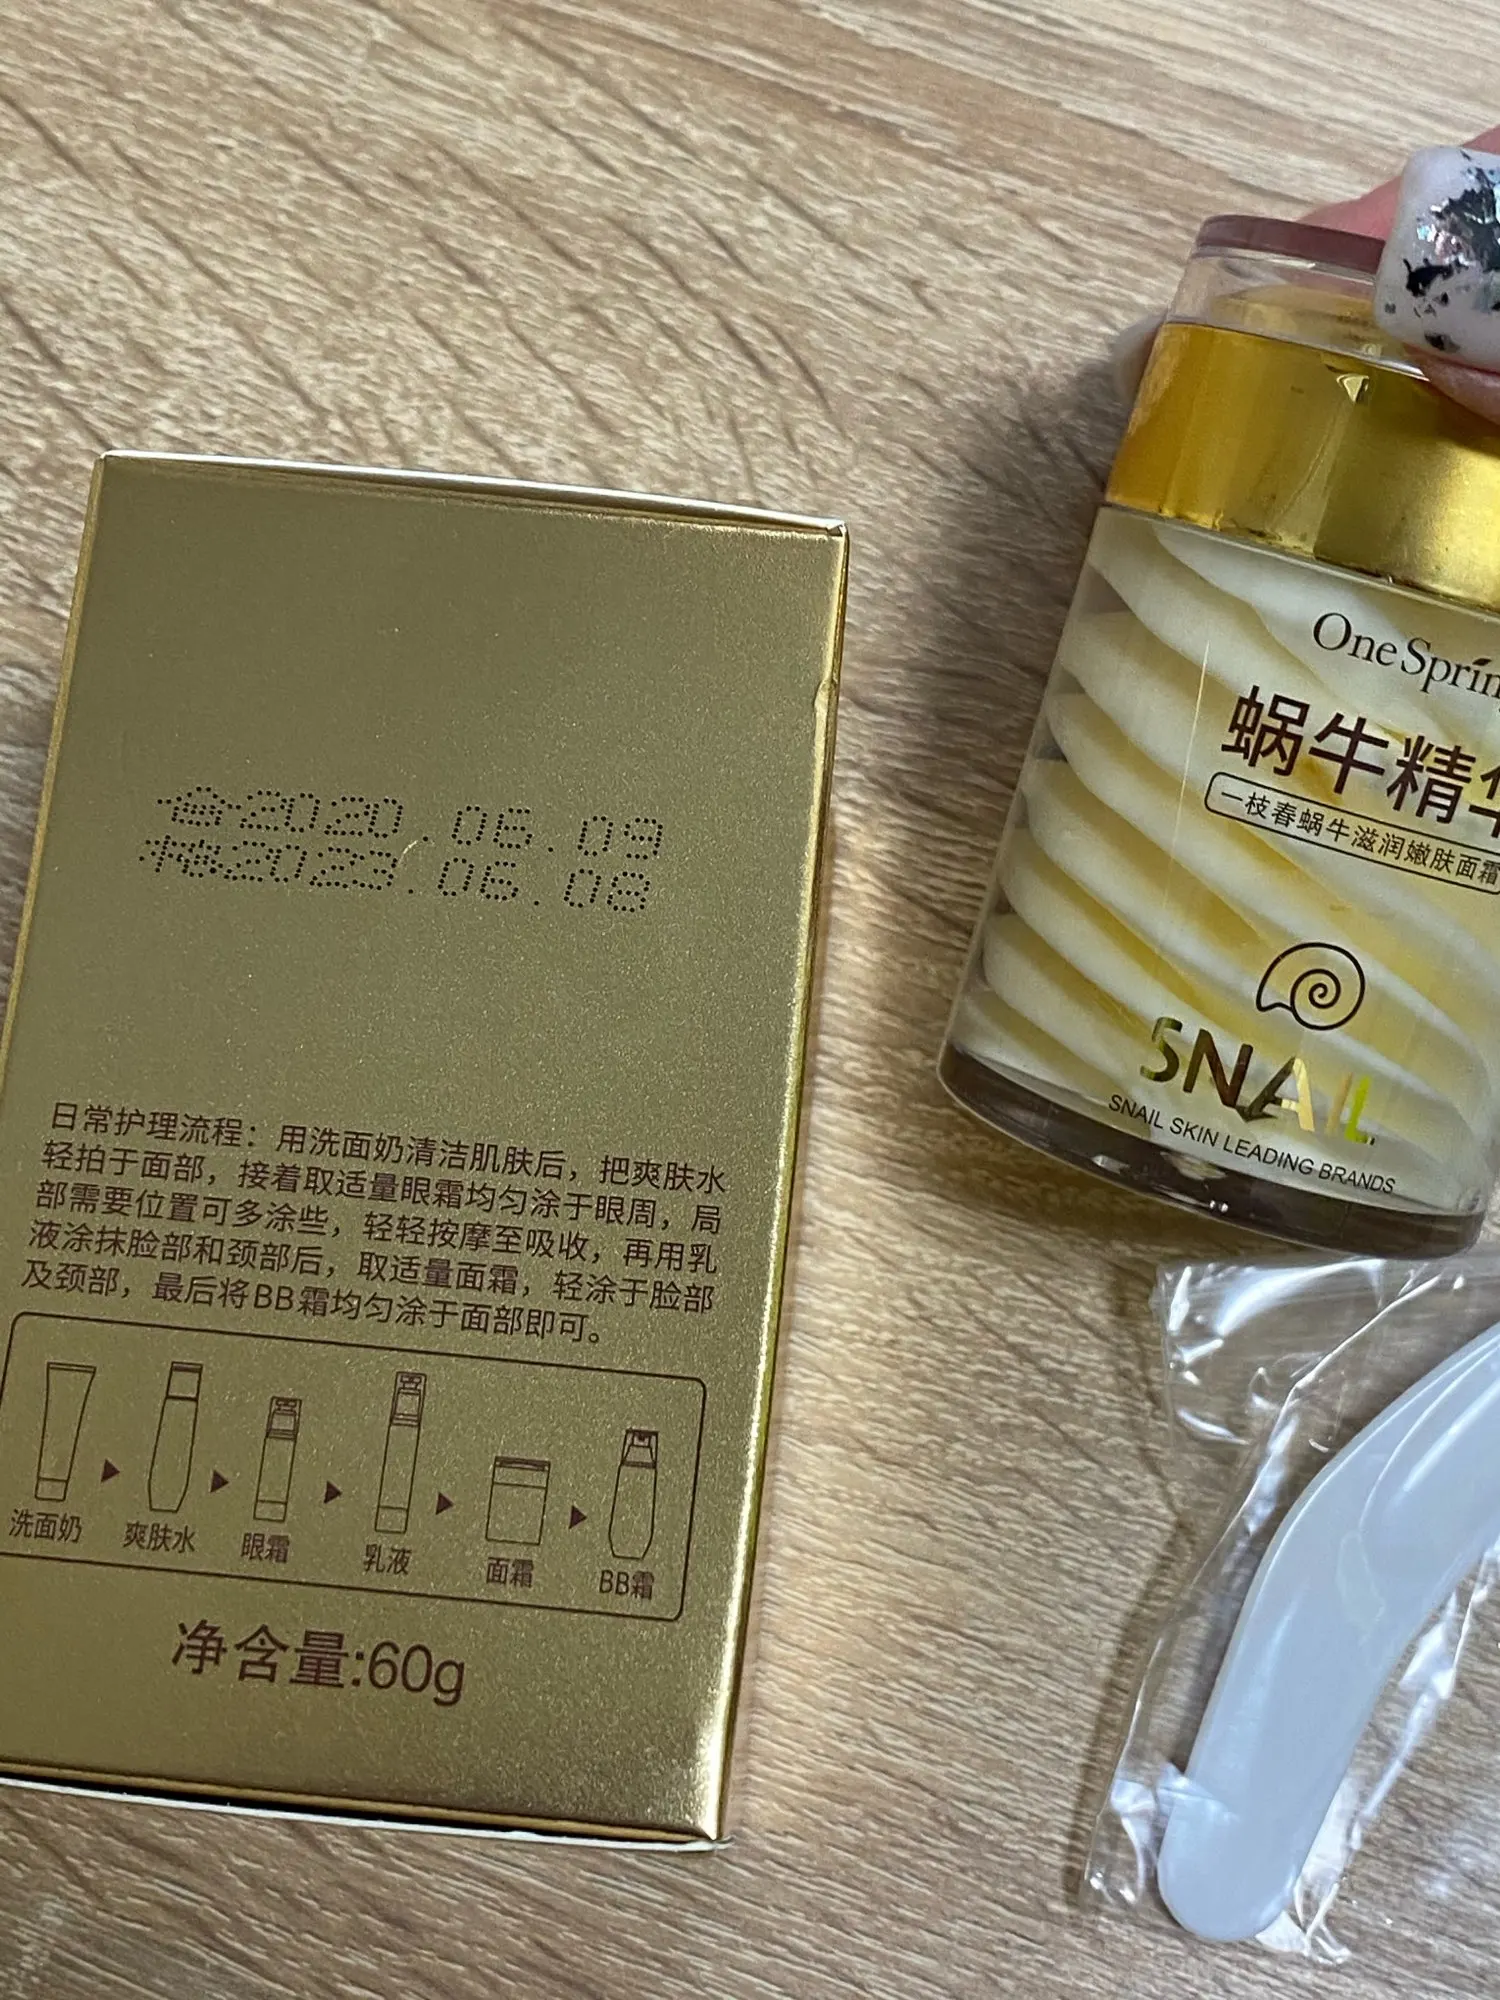 合2020.06.09
2023.06.08
日常护理流程：用洗面奶清洁肌肤后，把爽肤水
轻拍于面部，接着取适量眼霜均匀涂于眼周，局
部需要位置可多涂些，轻轻按摩至吸收，再用乳
液涂抹脸部和颈部后，取适量面霜，轻涂于脸部
及颈部，最后将BB霜均匀涂于面部即可。
洗面奶 爽肤水 眼霜 乳液 面霜 BB霜
净含量:60g
OneSprin
蜗牛精华
一枝春蜗牛滋润嫩肤面霜
SNAIL
SNAIL SKIN LEADING BRANDS